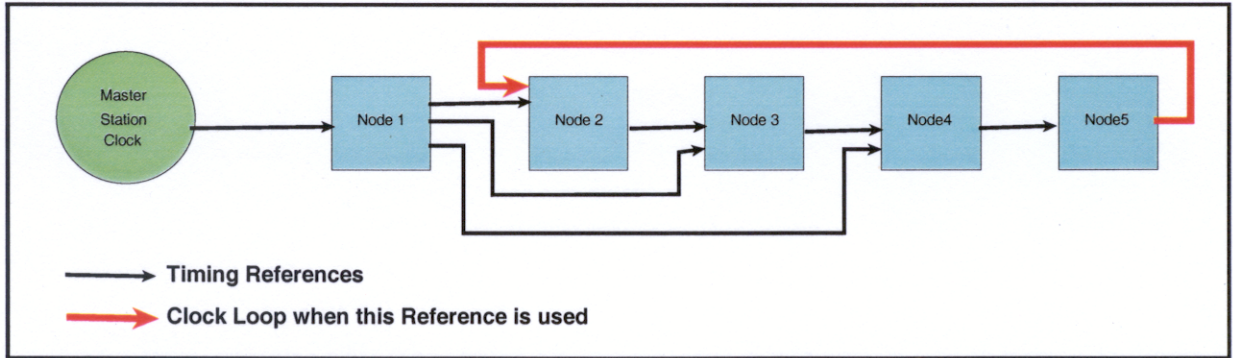 Master
Station
Clock
Node 1
Node 2
Node 3
Node4
Node5
Timing References
Clock Loop when this Reference is used